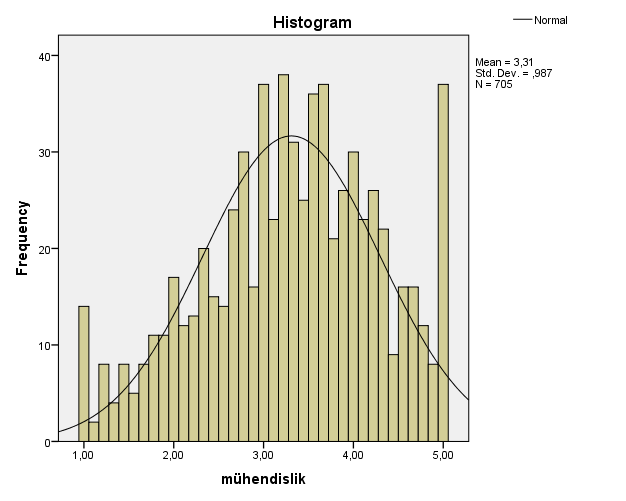 Histogram
Normal
Mean = 3,31
Std. Dev. = ,987
N = 705
Frequency
40
30
20
10
0
1,00 2,00 3,00 4,00 5,00
mühendislik